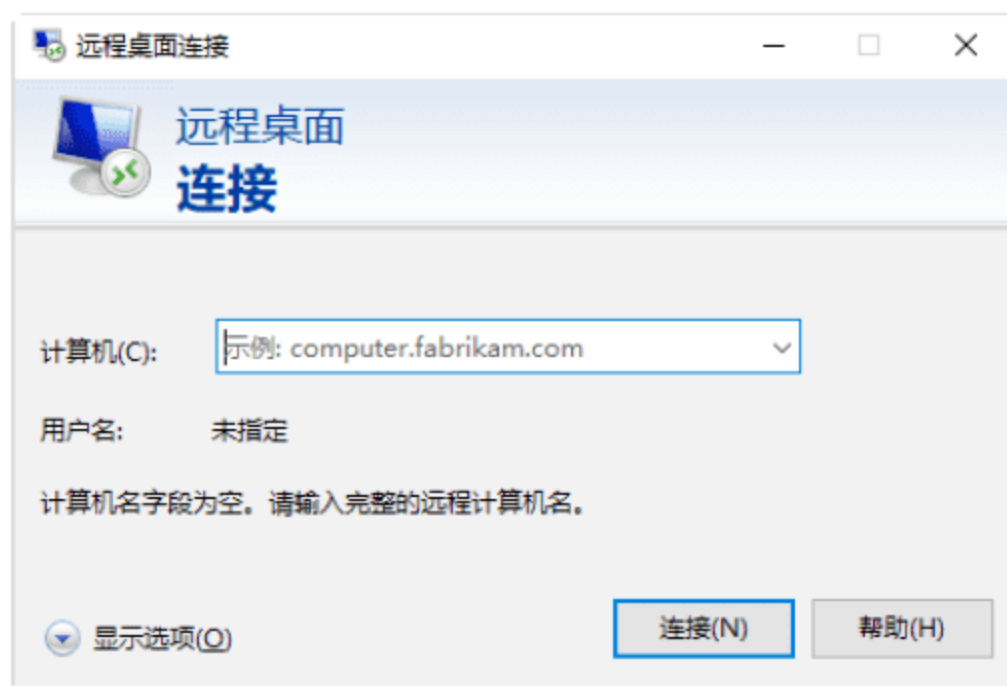 远程桌面连接
远程桌面
连接
计算机(C):
示例: computer.fabrikam.com
用户名:
未指定
计算机名字段为空。请输入完整的远程计算机名。
显示选项(O)
连接(N)
帮助(H)